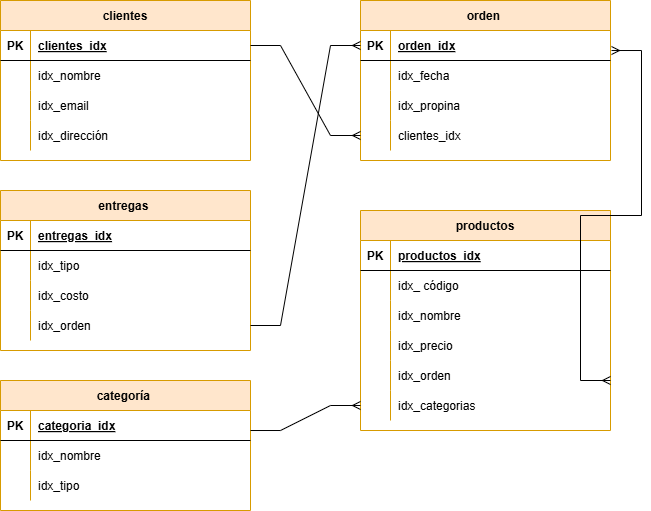 clientes
PK clientes_idx
idx_nombre
idx_email
idx_dirección
orden
PK orden_idx
idx_fecha
idx_propina
clientes_idx
entregas
PK entregas_idx
idx_tipo
idx_costo
idx_orden
productos
PK productos_idx
idx_ código
idx_nombre
idx_precio
idx_orden
idx_categorias
categoría
PK categoria_idx
idx_nombre
idx_tipo